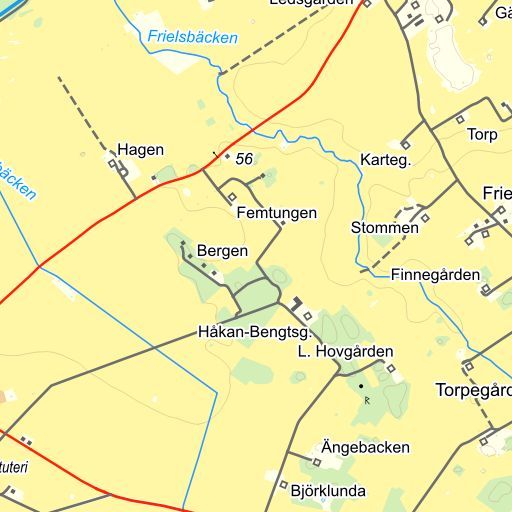 Ledsgården
Frielsbäcken
Torp
Hagen
56
Karteg.
Femtungen
Stommen
Bergen
Finnegården
Håkan-Bengtsg.
L. Hovgården
R
Ängebacken
Björklunda